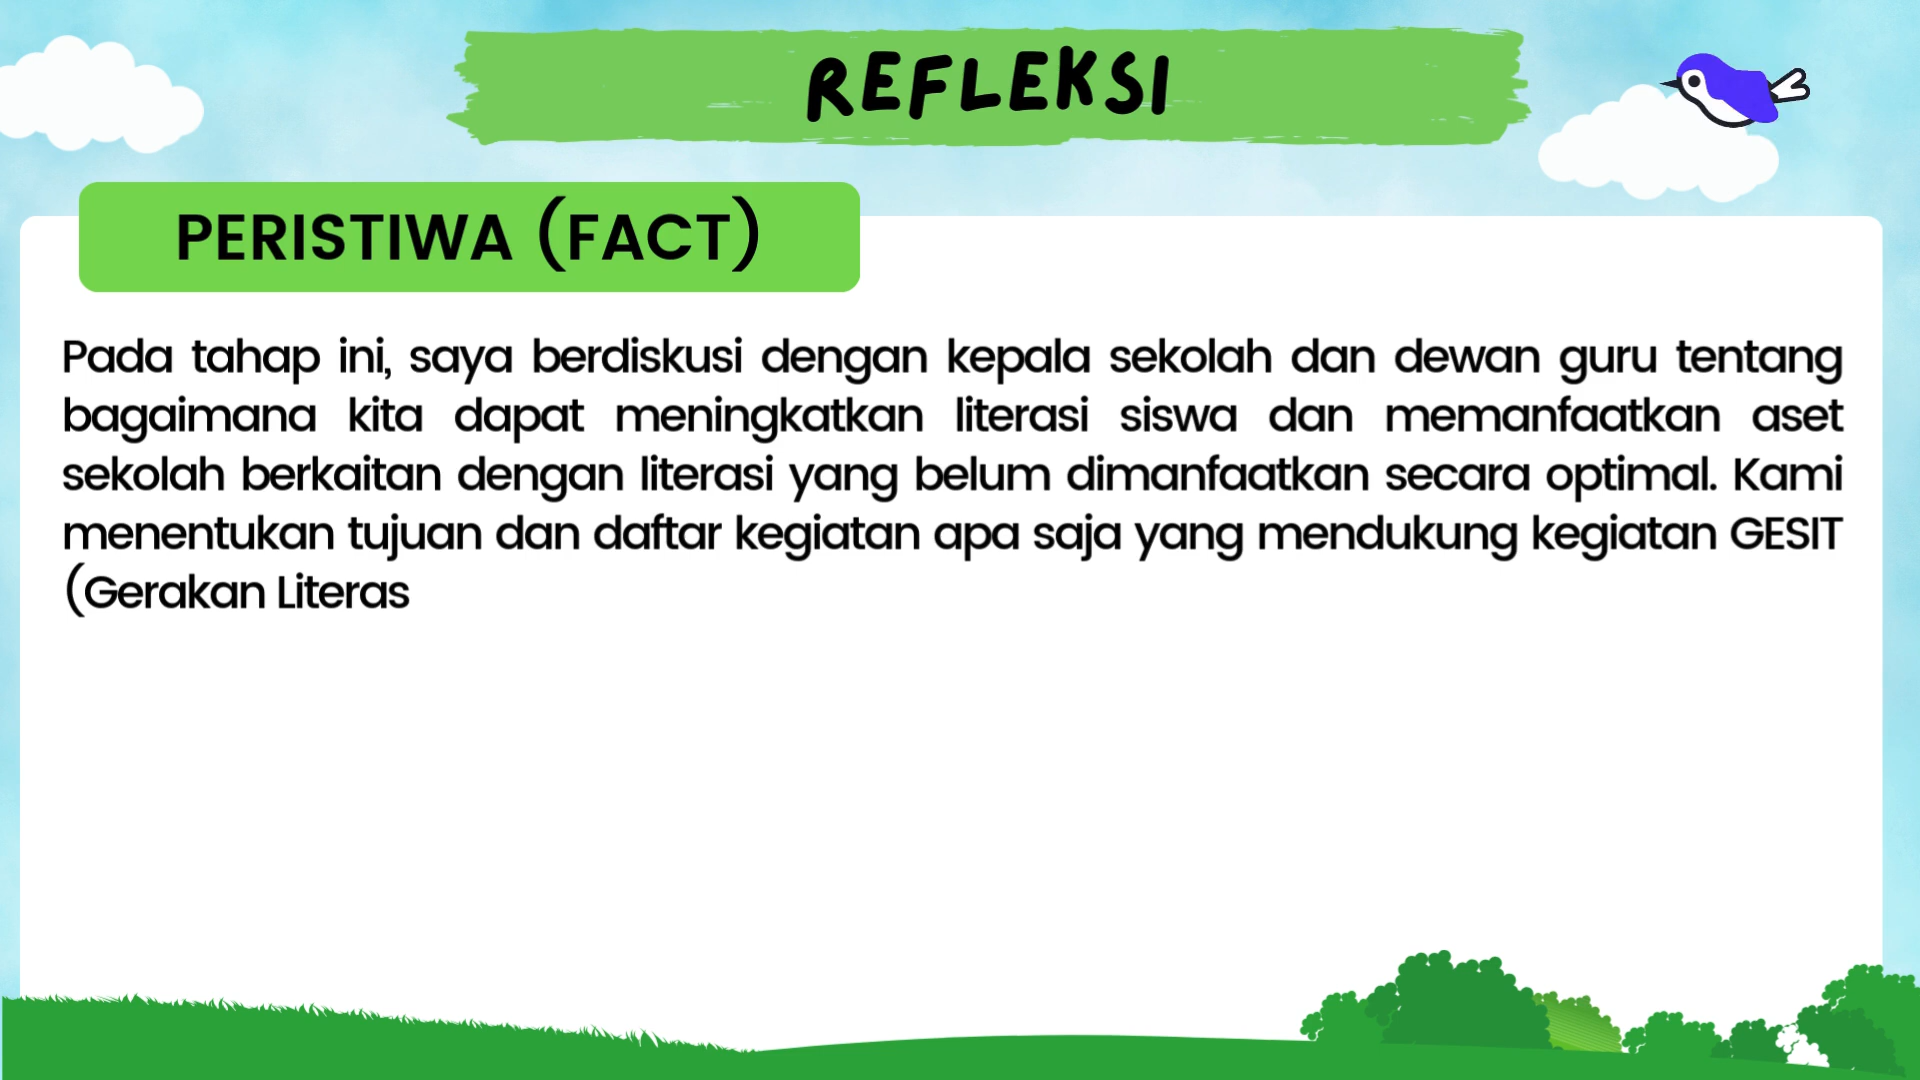 REFLEKSI
PERISTIWA (FACT)
Pada tahap ini, saya berdiskusi dengan kepala sekolah dan dewan guru tentang
bagaimana kita dapat meningkatkan literasi siswa dan memanfaatkan aset
sekolah berkaitan dengan literasi yang belum dimanfaatkan secara optimal. Kami
menentukan tujuan dan daftar kegiatan apa saja yang mendukung kegiatan GESIT
(Gerakan Literas